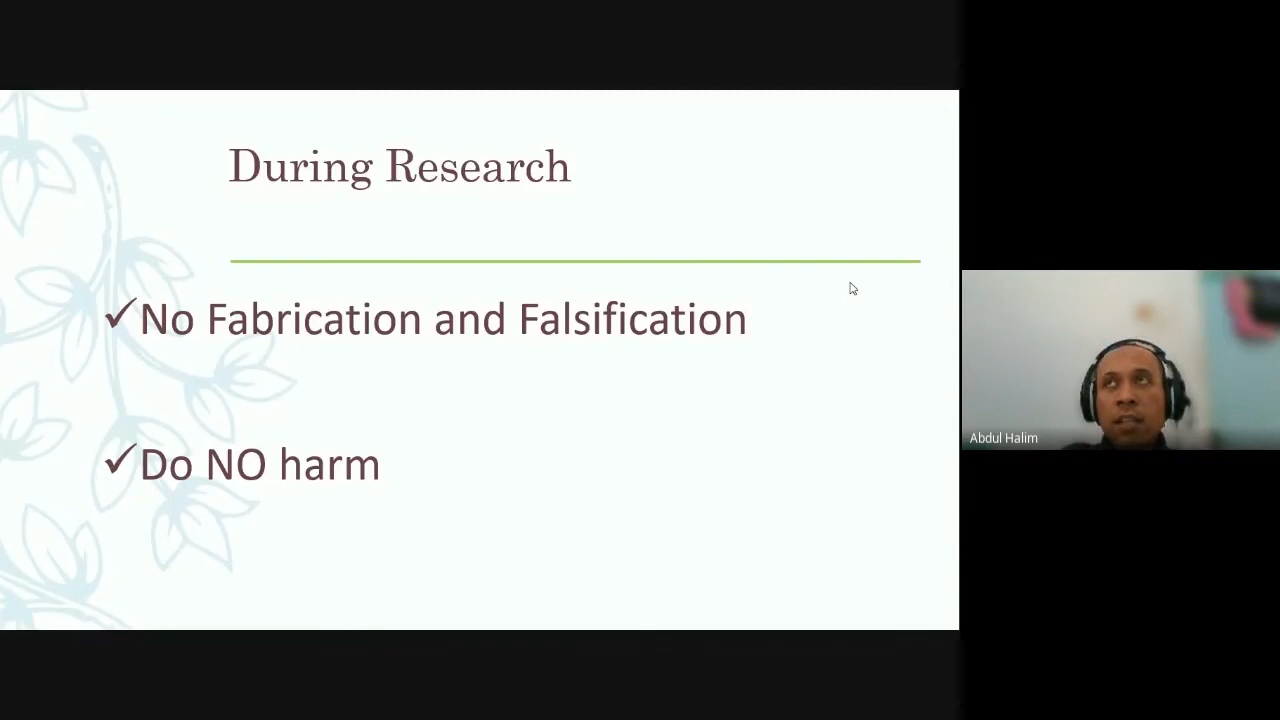 During Research
✓No Fabrication and Falsification
✓Do NO harm
Abdul Halim